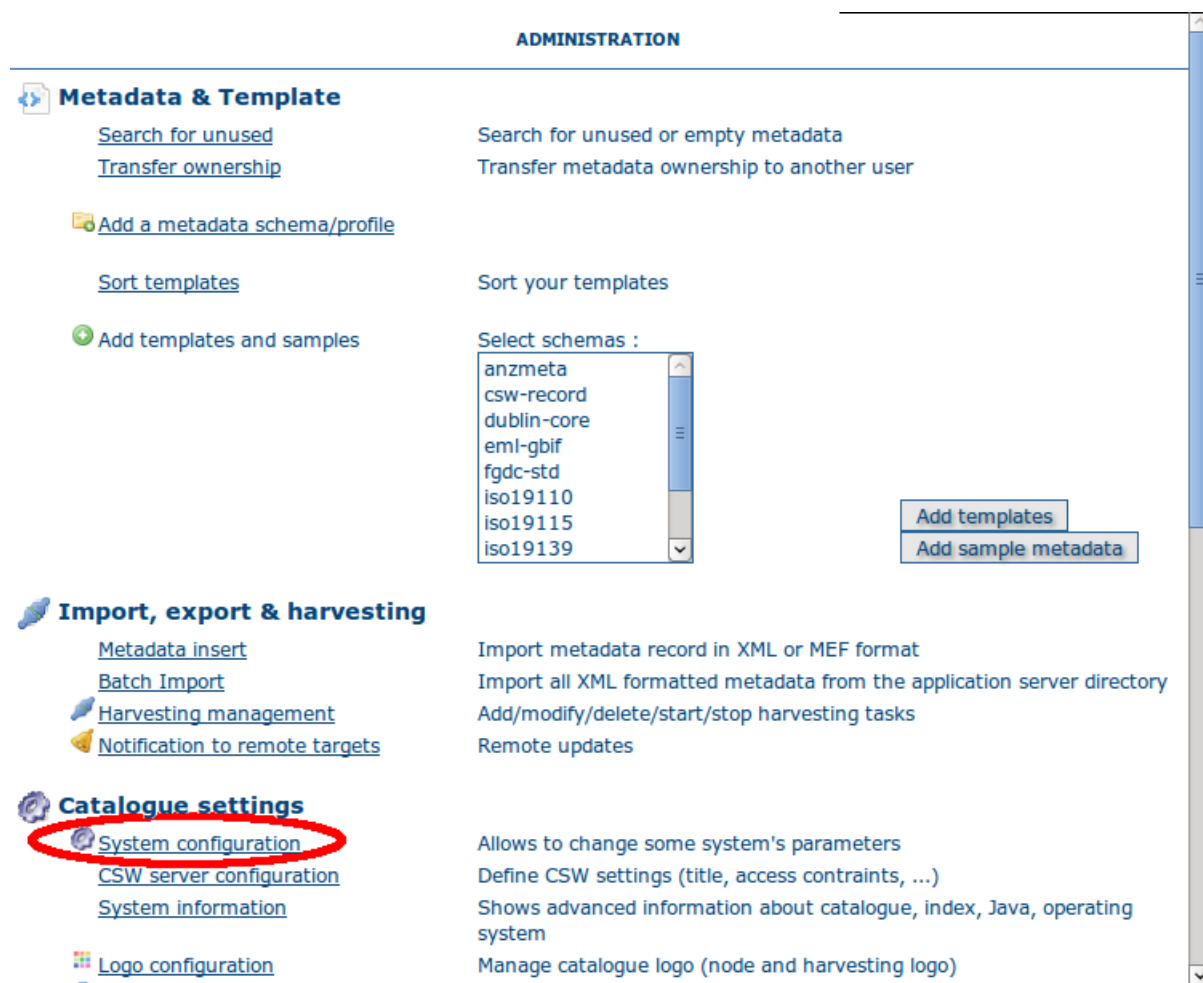 ADMINISTRATION
Metadata & Template
Search for unused Search for unused or empty metadata
Transfer ownership Transfer metadata ownership to another user
Add a metadata schema/profile
Sort templates Sort your templates
Add templates and samples Select schemas :
anzmeta
csw-record
dublin-core
eml-gbif
fgdc-std
iso19110
iso19115
iso19139
Add templates
Add sample metadata
Import, export & harvesting
Metadata insert Import metadata record in XML or MEF format
Batch Import Import all XML formatted metadata from the application server directory
Harvesting management Add/modify/delete/start/stop harvesting tasks
Notification to remote targets Remote updates
Catalogue settings
System configuration Allows to change some system's parameters
CSW server configuration Define CSW settings (title, access contraints, ...)
System information Shows advanced information about catalogue, index, Java, operating
system
Logo configuration Manage catalogue logo (node and harvesting logo)